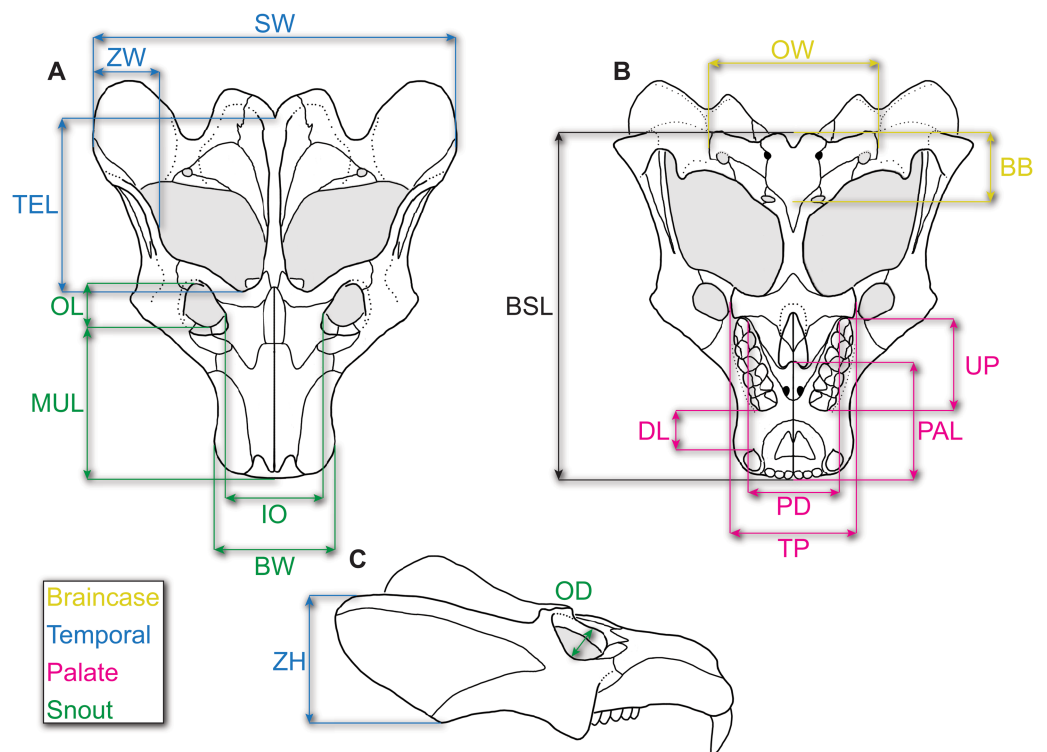 SW
ZW
A
TEL
OL
MUL
IO
BW
OW
B
BB
BSL
UP
DL
PAL
PD
TP
C
OD
ZH
Braincase
Temporal
Palate
Snout